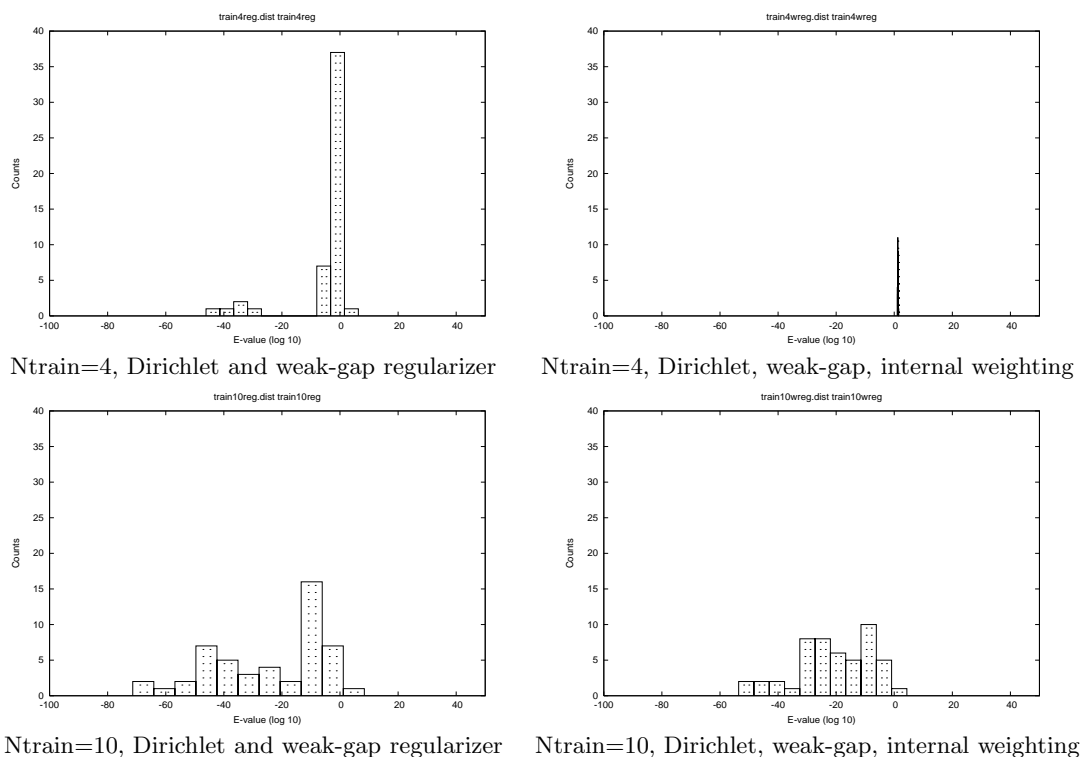 train4reg.dist train4reg
40
35
30
25
20
15
10
5
0
Counts
-100 -80 -60 -40 -20 0 20 40
E-value (log 10)
Ntrain=4, Dirichlet and weak-gap regularizer
train4wreg.dist train4wreg
40
35
30
25
20
15
10
5
0
Counts
-100 -80 -60 -40 -20 0 20 40
E-value (log 10)
Ntrain=4, Dirichlet, weak-gap, internal weighting
train10reg.dist train10reg
40
35
30
25
20
15
10
5
0
Counts
-100 -80 -60 -40 -20 0 20 40
E-value (log 10)
Ntrain=10, Dirichlet and weak-gap regularizer
train10wreg.dist train10wreg
40
35
30
25
20
15
10
5
0
Counts
-100 -80 -60 -40 -20 0 20 40
E-value (log 10)
Ntrain=10, Dirichlet, weak-gap, internal weighting